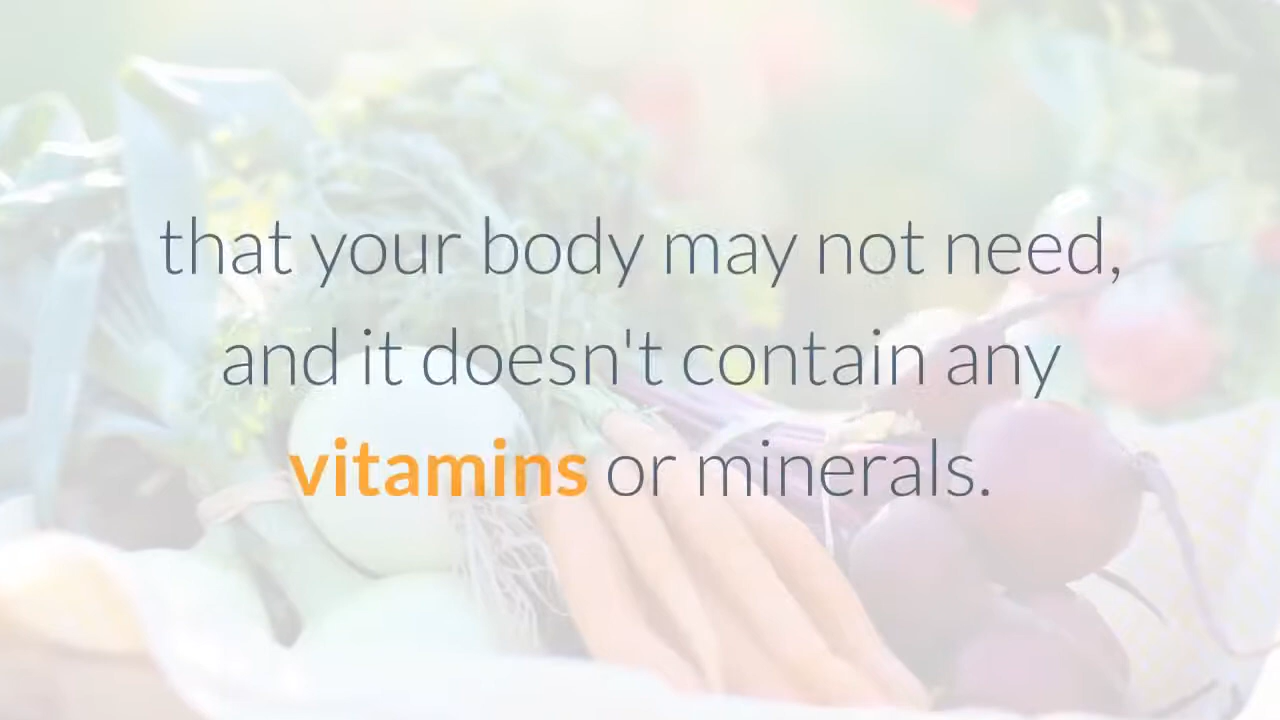 that your body may not need,
and it doesn't contain any
vitamins or minerals.